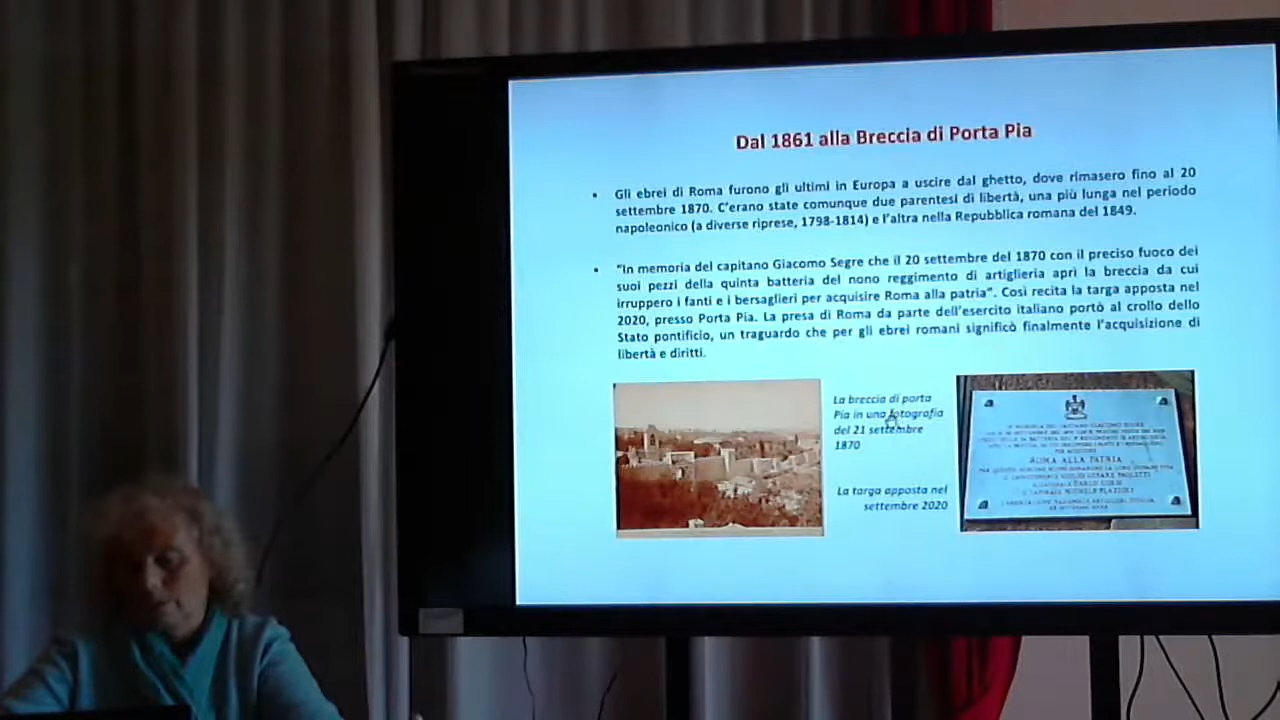 Dal 1861 alla Breccia di Porta Pia
• Gli ebrei di Roma furono gli ultimi in Europa a uscire dal ghetto, dove rimasero fino al 20
settembre 1870. C'erano state comunque due parentesi di libertà, una più lunga nel periodo
napoleonico (a diverse riprese, 1798-1814) e l'altra nella Repubblica romana del 1849.
• "In memoria del capitano Giacomo Segre che il 20 settembre del 1870 con il preciso fuoco dei
suoi pezzi della quinta batteria del nono reggimento di artiglieria aprì la breccia da cui
irruppero i fanti e i bersaglieri per acquisire Roma alla patria". Così recita la targa apposta nel
2020, presso Porta Pia. La presa di Roma da parte dell'esercito italiano portò al crollo dello
Stato pontificio, un traguardo che per gli ebrei romani significò finalmente l'acquisizione di
libertà e diritti.
La breccia di porta
Pia in una fotografia
del 21 settembre
1870
La targa apposta nel
settembre 2020
ROMA ALLA PATRIA